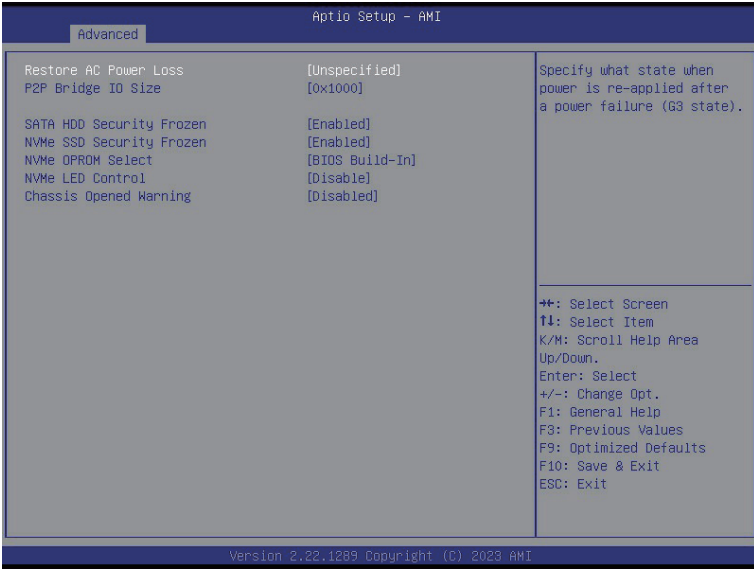 Aptio Setup – AMI
Advanced
Restore AC Power Loss [Unspecified]
P2P Bridge IO Size [0x1000]
SATA HDD Security Frozen [Enabled]
NVMe SSD Security Frozen [Enabled]
NVMe OPROM Select [BIOS Build-In]
NVMe LED Control [Disable]
Chassis Opened Warning [Disabled]
Specify what state when
power is re-applied after
a power failure (G3 state).
→←: Select Screen
↑↓: Select Item
K/M: Scroll Help Area
Up/Down.
Enter: Select
+/-: Change Opt.
F1: General Help
F3: Previous Values
F9: Optimized Defaults
F10: Save & Exit
ESC: Exit
Version 2.22.1289 Copyright (C) 2023 AMI